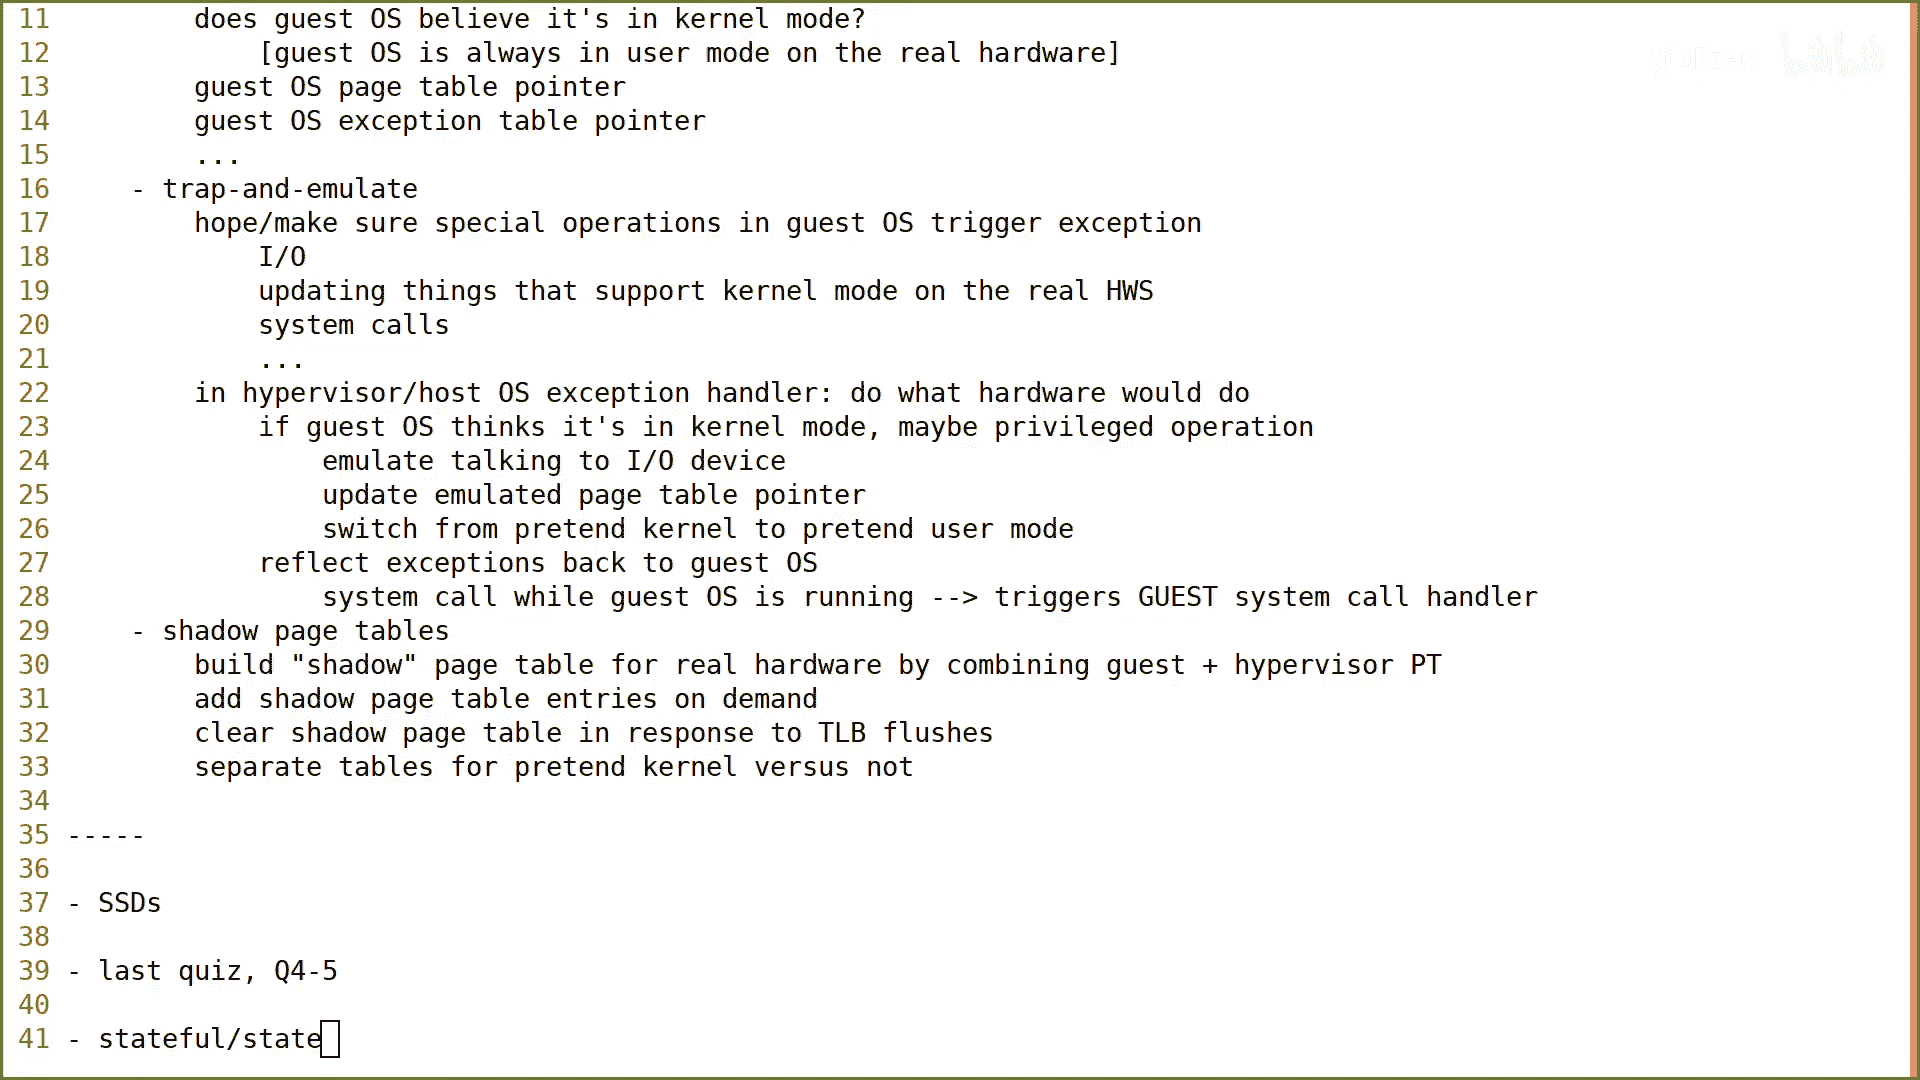 11 does guest OS believe it's in kernel mode?
12 [guest OS is always in user mode on the real hardware]
13 guest OS page table pointer
14 guest OS exception table pointer
15 ...
16 - trap-and-emulate
17 hope/make sure special operations in guest OS trigger exception
18 I/O
19 updating things that support kernel mode on the real HWS
20 system calls
21 ...
22 in hypervisor/host OS exception handler: do what hardware would do
23 if guest OS thinks it's in kernel mode, maybe privileged operation
24 emulate talking to I/O device
25 update emulated page table pointer
26 switch from pretend kernel to pretend user mode
27 reflect exceptions back to guest OS
28 system call while guest OS is running --> triggers GUEST system call handler
29 - shadow page tables
30 build "shadow" page table for real hardware by combining guest + hypervisor PT
31 add shadow page table entries on demand
32 clear shadow page table in response to TLB flushes
33 separate tables for pretend kernel versus not
34
35 -----
36
37 - SSDs
38
39 - last quiz, Q4-5
40
41 - stateful/state